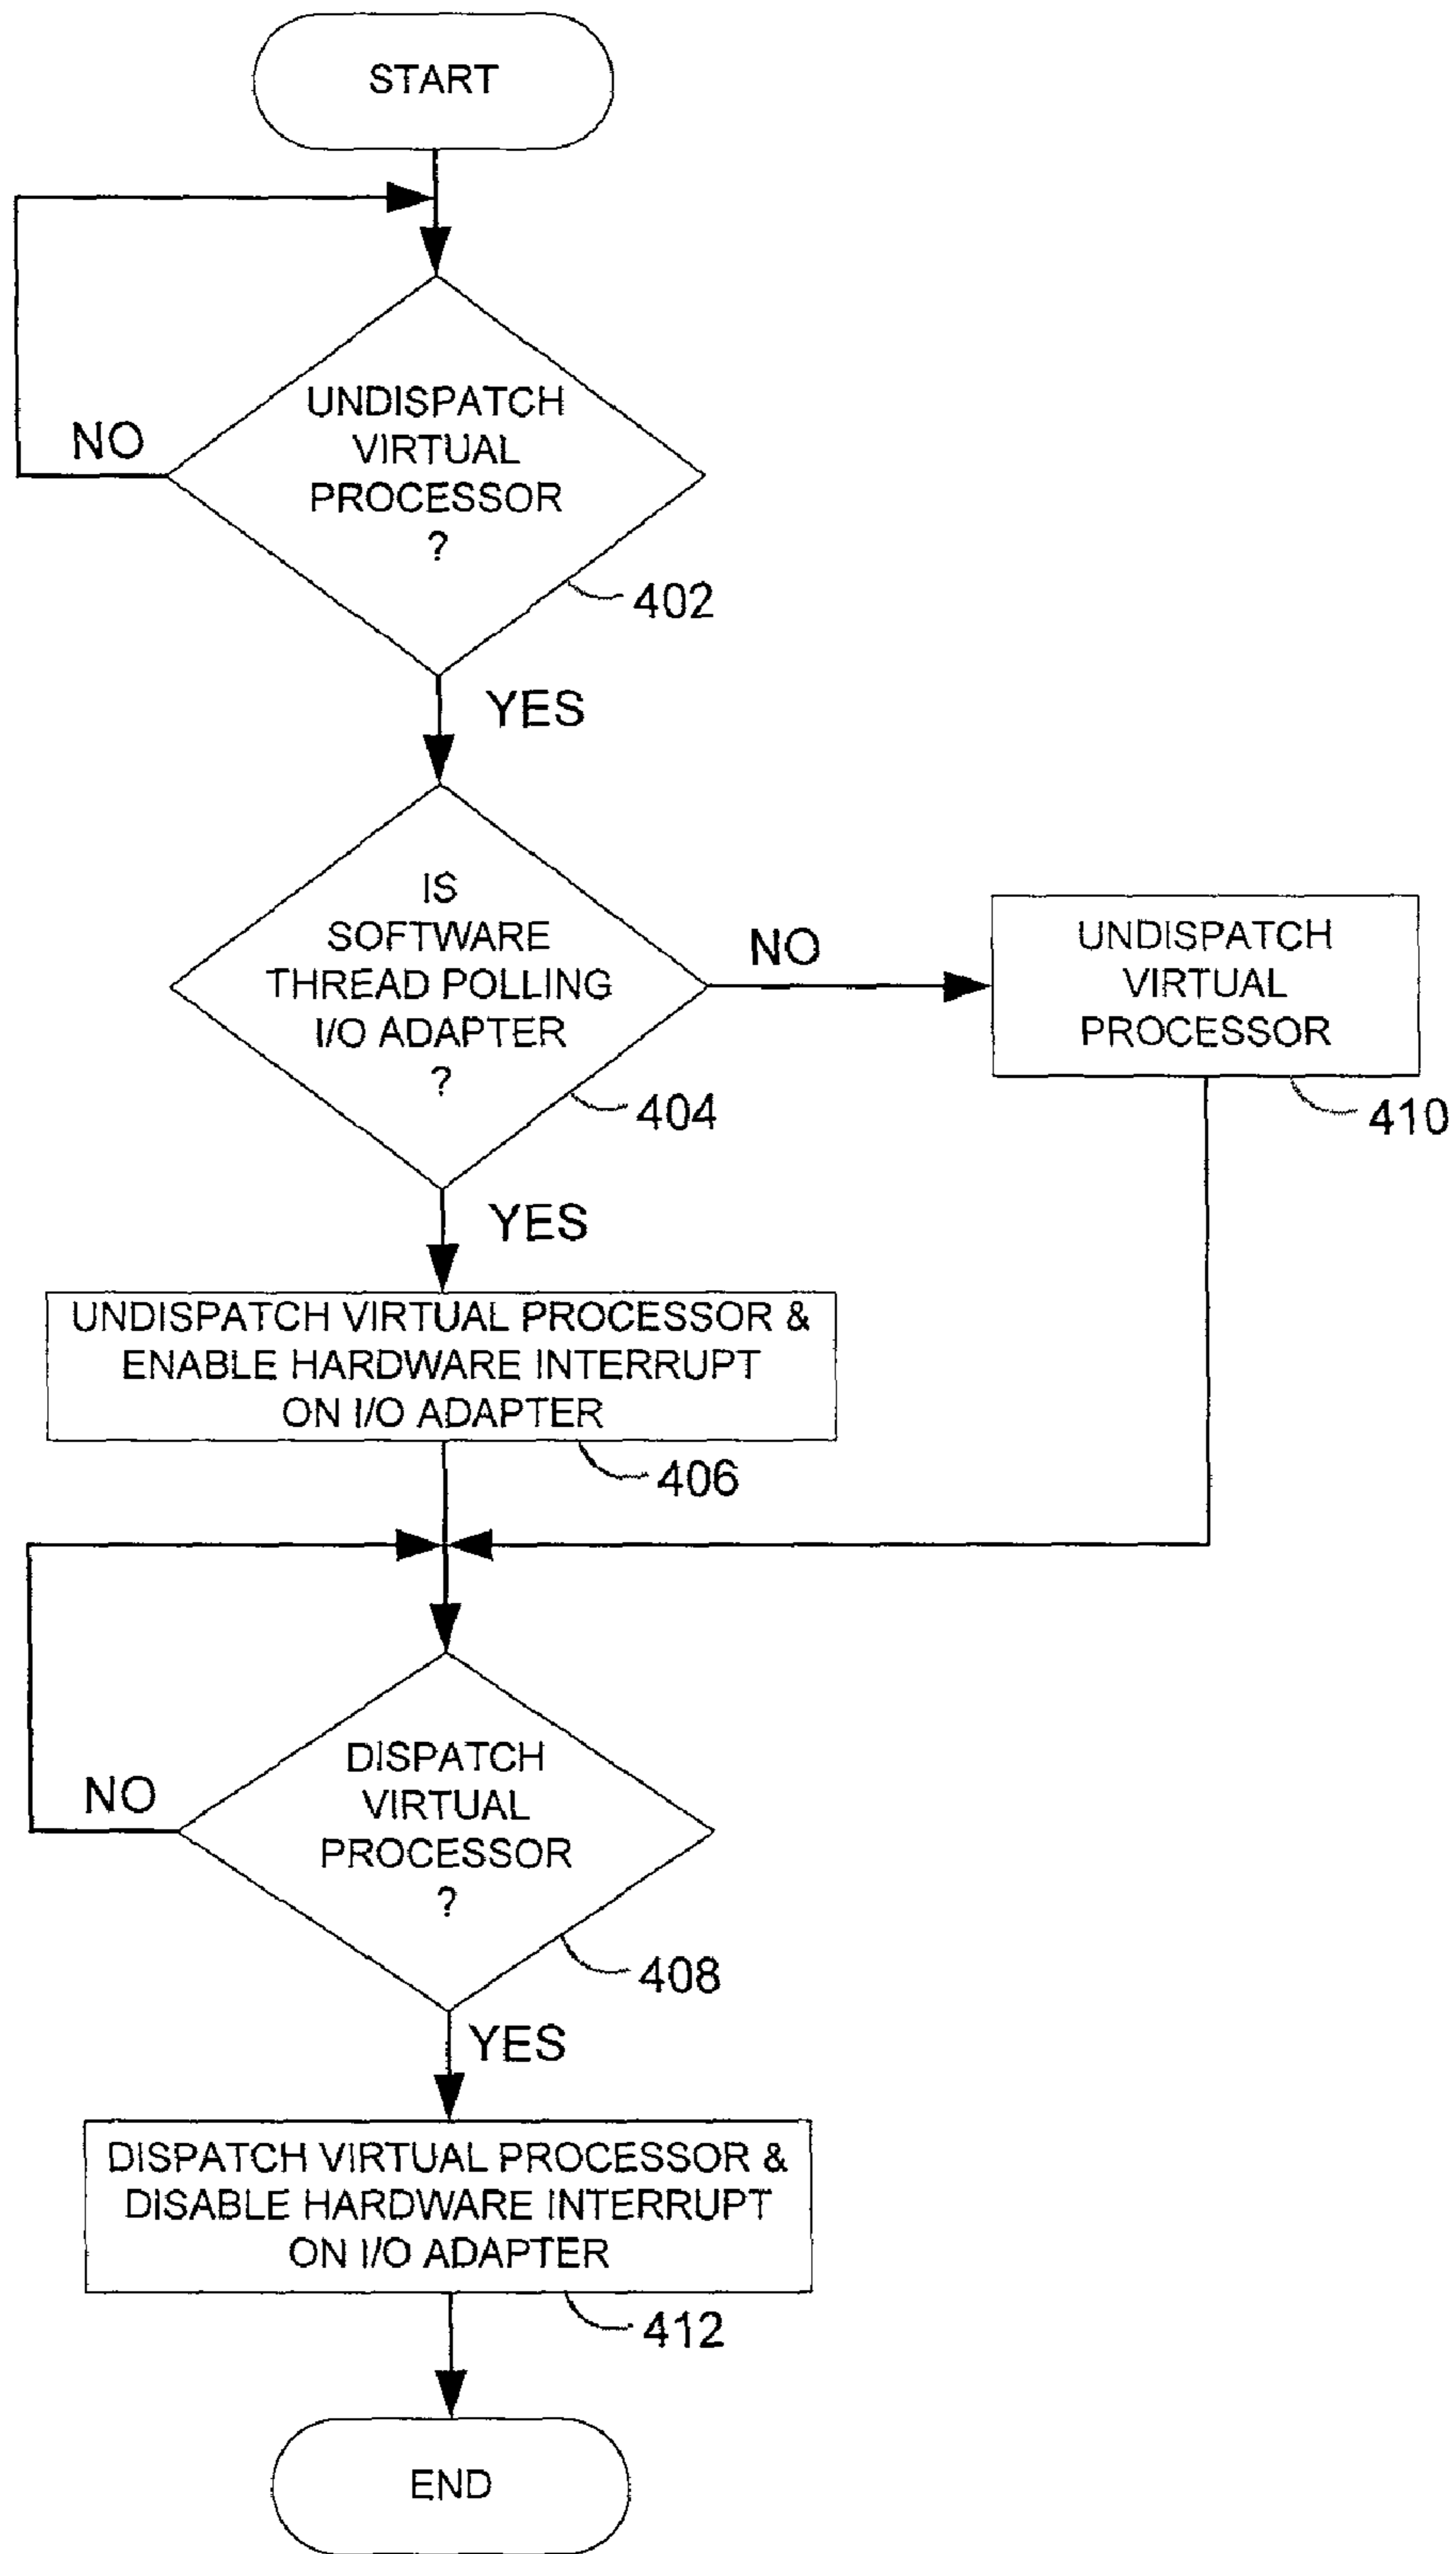 START
UNDISPATCH
VIRTUAL
PROCESSOR
?
NO
402
YES
IS
SOFTWARE
THREAD POLLING
I/O ADAPTER
?
NO
404
UNDISPATCH
VIRTUAL
PROCESSOR
410
YES
UNDISPATCH VIRTUAL PROCESSOR &
ENABLE HARDWARE INTERRUPT
ON I/O ADAPTER
406
DISPATCH
VIRTUAL
PROCESSOR
?
NO
408
YES
DISPATCH VIRTUAL PROCESSOR &
DISABLE HARDWARE INTERRUPT
ON I/O ADAPTER
412
END